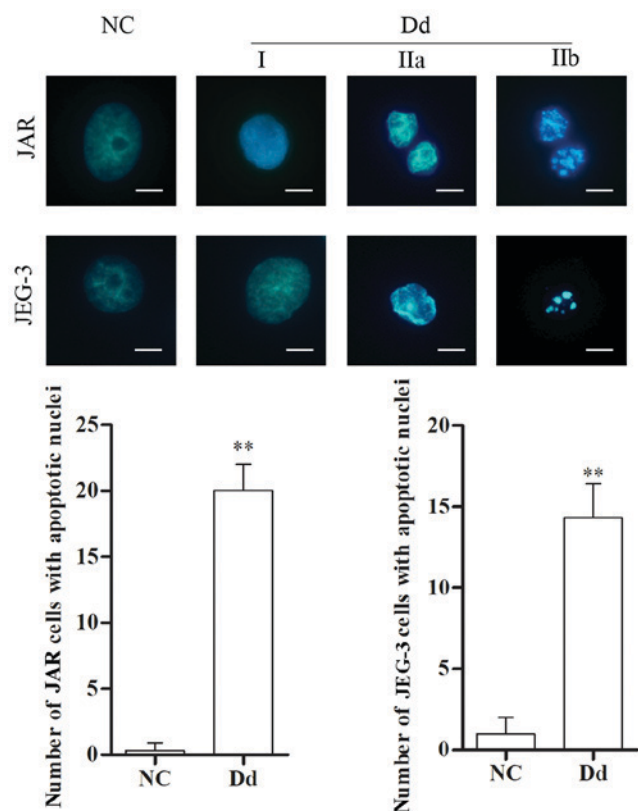 NC Dd
I IIa IIb
JAR
JEG-3
Number of JAR cells with apoptotic nuclei
25
20
15
10
5
0
**
NC Dd
Number of JEG-3 cells with apoptotic nuclei
20
15
10
5
0
**
NC Dd